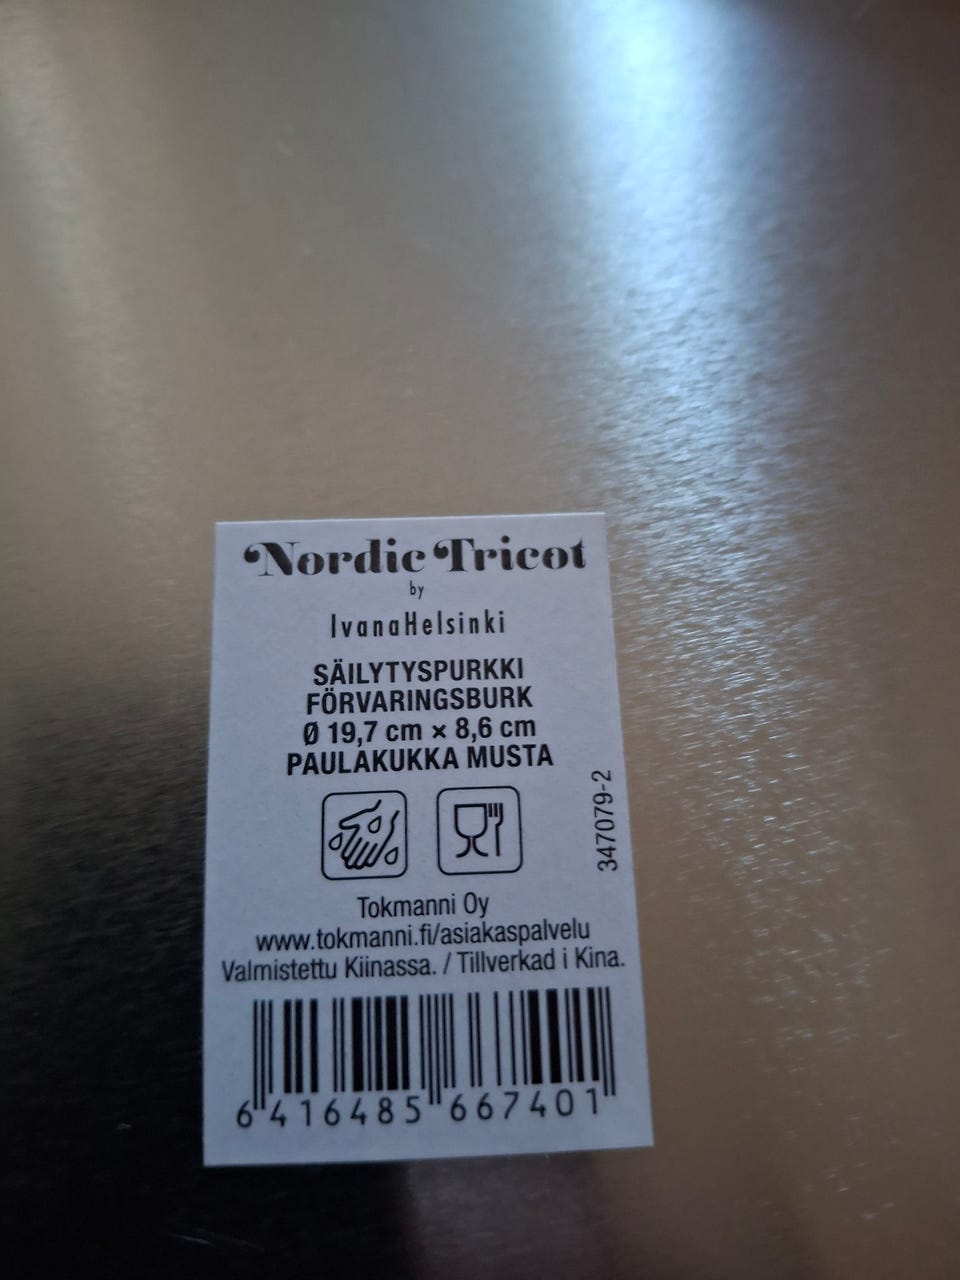 Nordic Tricot
by
IvanaHelsinki
SÄILYTYSPURKKI
FÖRVARINGSBURK
Ø 19,7 cm × 8,6 cm
PAULAKUKKA MUSTA
347079-2
Tokmanni Oy
www.tokmanni.fi/asiakaspalvelu
Valmistettu Kiinassa. / Tillverkad i Kina.
6 416485 667401